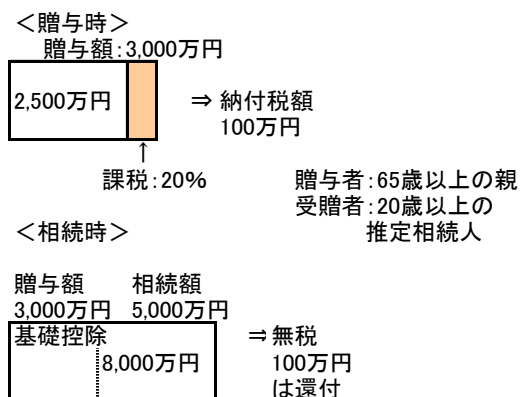 <贈与時>
贈与額:3,000万円
2,500万円 ⇒ 納付税額
100万円
↑
課税:20%
贈与者:65歳以上の親
受贈者:20歳以上の
推定相続人
<相続時>
贈与額 相続額
3,000万円 5,000万円
基礎控除 ⇒無税
8,000万円 100万円
は還付